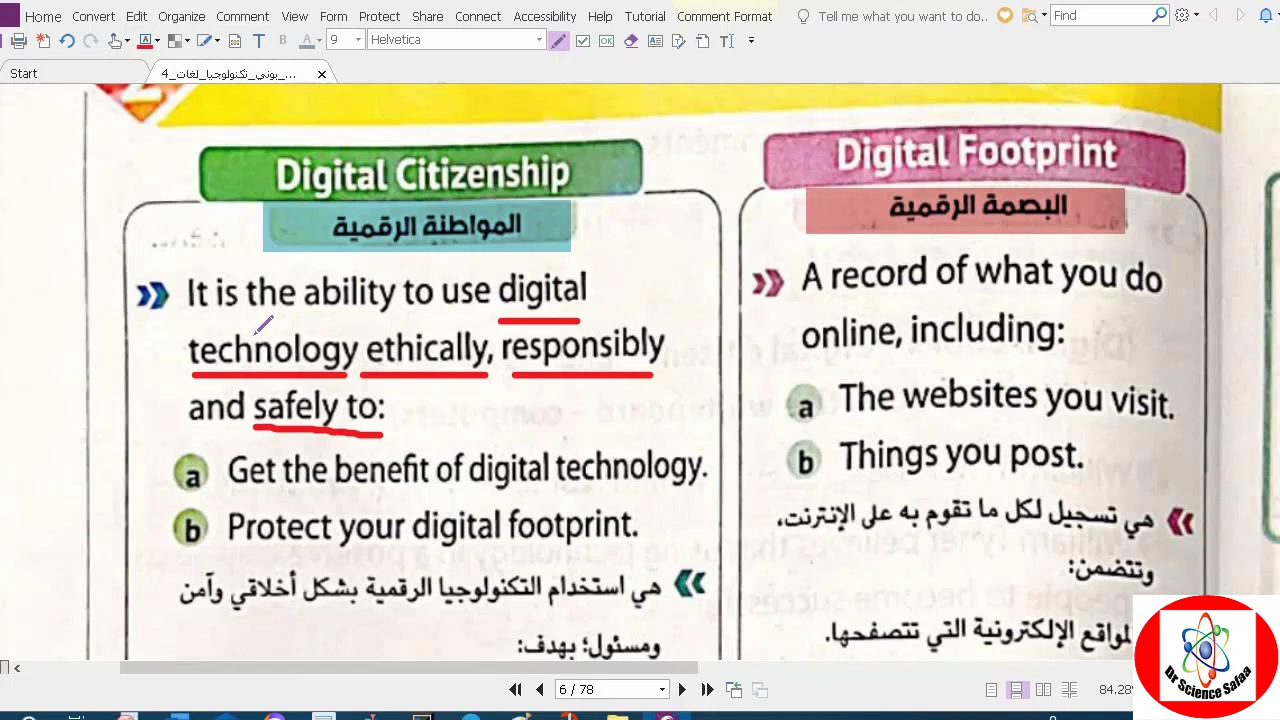 Home Convert Edit Organize Comment View Form Protect Share Connect Accessibility Help Tutorial Comment Format Tell me what you want to do.. Find
9 Helvetica
Start 4_بوني_تكنولوجيا_لغات_...
Digital Citizenship
المواطنة الرقمية
It is the ability to use digital
technology ethically, responsibly
and safely to:
a Get the benefit of digital technology.
b Protect your digital footprint.
هي استخدام التكنولوجيا الرقمية بشكل أخلاقي وآمن
ومسئول؛ بهدف:
Digital Footprint
البصمة الرقمية
A record of what you do
online, including:
a The websites you visit.
b Things you post.
هي تسجيل لكل ما تقوم به على الإنترنت،
وتتضمن:
لمواقع الإلكترونية التي تتصفحها.
Dr Science Safaa
6 / 78
84.28